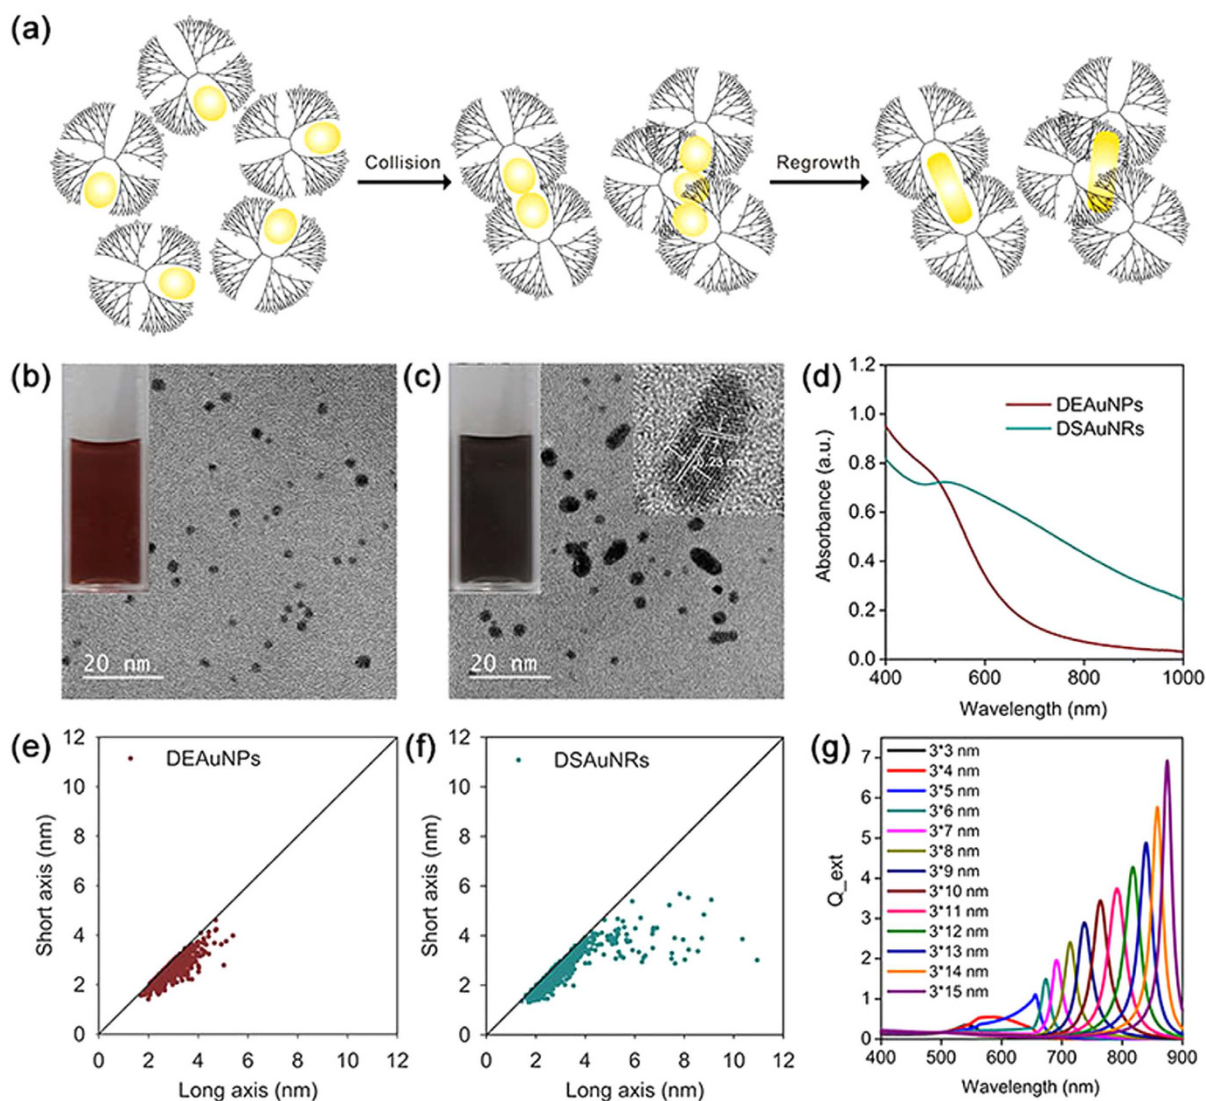 (a)
Collision
Regrowth
(b)
20 nm
(c)
20 nm
(d)
1.2
1.0
0.8
0.6
0.4
0.2
0.0
400
600
800
1000
Absorbance (a.u.)
Wavelength (nm)
DEAuNPs
DSAuNRs
(e)
12
10
8
6
4
2
0
0
2
4
6
8
10
12
Short axis (nm)
Long axis (nm)
DEAuNPs
(f)
12
10
8
6
4
2
0
0
2
4
6
8
10
12
Short axis (nm)
Long axis (nm)
DSAuNRs
(g)
7
6
5
4
3
2
1
0
400
500
600
700
800
900
Q_ext
Wavelength (nm)
3*3 nm
3*4 nm
3*5 nm
3*6 nm
3*7 nm
3*8 nm
3*9 nm
3*10 nm
3*11 nm
3*12 nm
3*13 nm
3*14 nm
3*15 nm